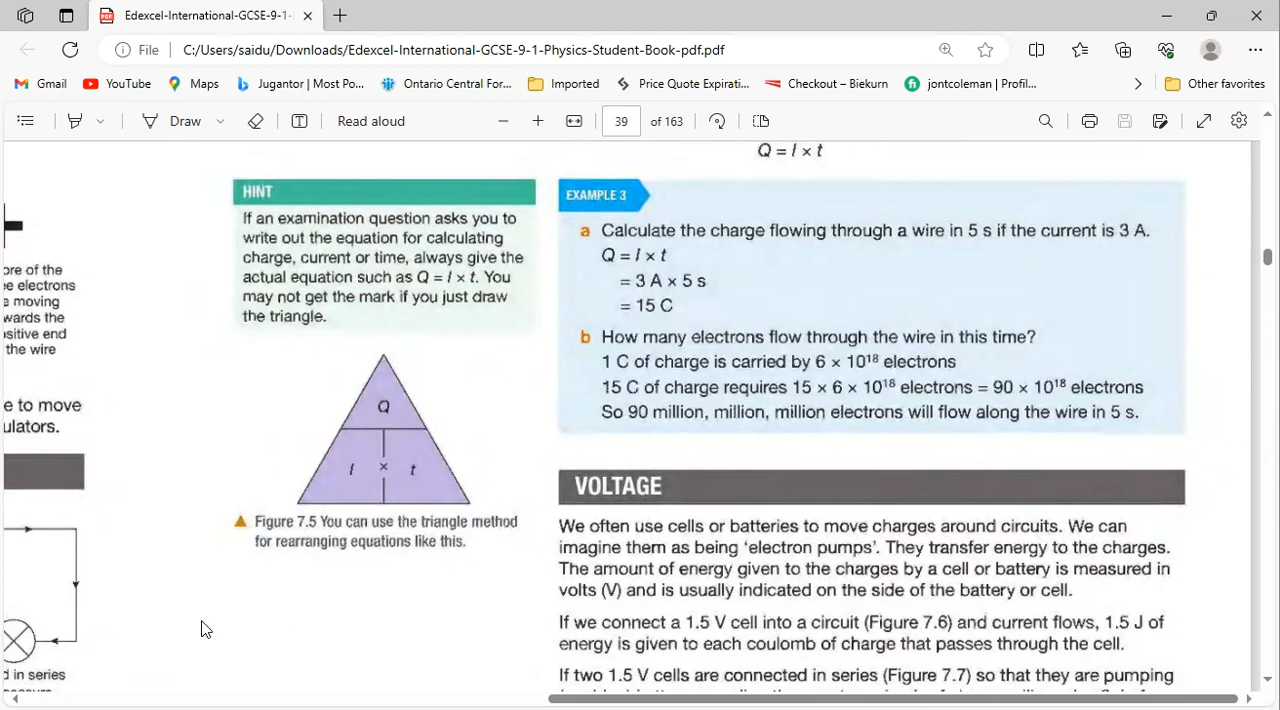 Edexcel-International-GCSE-9-1-
File
C:/Users/saidu/Downloads/Edexcel-International-GCSE-9-1-Physics-Student-Book-pdf.pdf
Gmail
YouTube
Maps
Jugantor | Most Po...
Ontario Central For...
Imported
Price Quote Expirati...
Checkout – Biekurn
jontcoleman | Profil...
Other favorites
Draw
Read aloud
39
of 163
Q = I × t
HINT
If an examination question asks you to
write out the equation for calculating
charge, current or time, always give the
actual equation such as Q = I × t. You
may not get the mark if you just draw
the triangle.
EXAMPLE 3
a Calculate the charge flowing through a wire in 5 s if the current is 3 A.
Q = I × t
= 3 A × 5 s
= 15 C
b How many electrons flow through the wire in this time?
1 C of charge is carried by 6 × 10¹⁸ electrons
15 C of charge requires 15 × 6 × 10¹⁸ electrons = 90 × 10¹⁸ electrons
So 90 million, million, million electrons will flow along the wire in 5 s.
ore of the
ee electrons
e moving
wards the
sitive end
the wire
e to move
ulators.
d in series
Q
I × t
Figure 7.5 You can use the triangle method
for rearranging equations like this.
VOLTAGE
We often use cells or batteries to move charges around circuits. We can
imagine them as being 'electron pumps'. They transfer energy to the charges.
The amount of energy given to the charges by a cell or battery is measured in
volts (V) and is usually indicated on the side of the battery or cell.
If we connect a 1.5 V cell into a circuit (Figure 7.6) and current flows, 1.5 J of
energy is given to each coulomb of charge that passes through the cell.
If two 1.5 V cells are connected in series (Figure 7.7) so that they are pumping